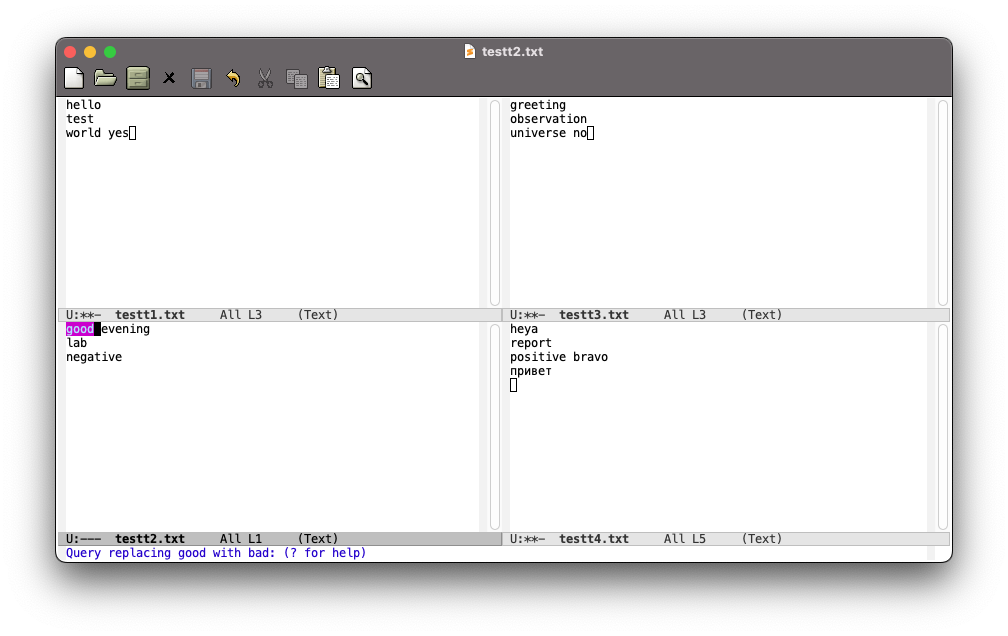 testt2.txt
hello
test
world yes
U:**-  testt1.txt     All L3     (Text)
greeting
observation
universe no
U:**-  testt3.txt     All L3     (Text)
good evening
lab
negative
U:---  testt2.txt     All L1     (Text)
heya
report
positive bravo
привет
U:**-  testt4.txt     All L5     (Text)
Query replacing good with bad: (? for help)